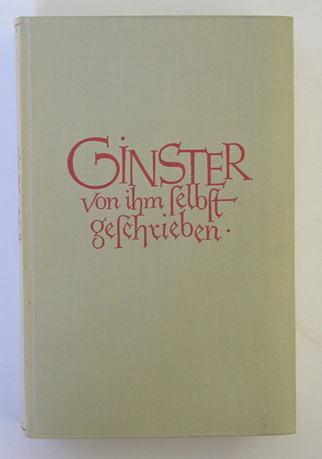 GINSTER
von ihm ſelbſt
geſchrieben.